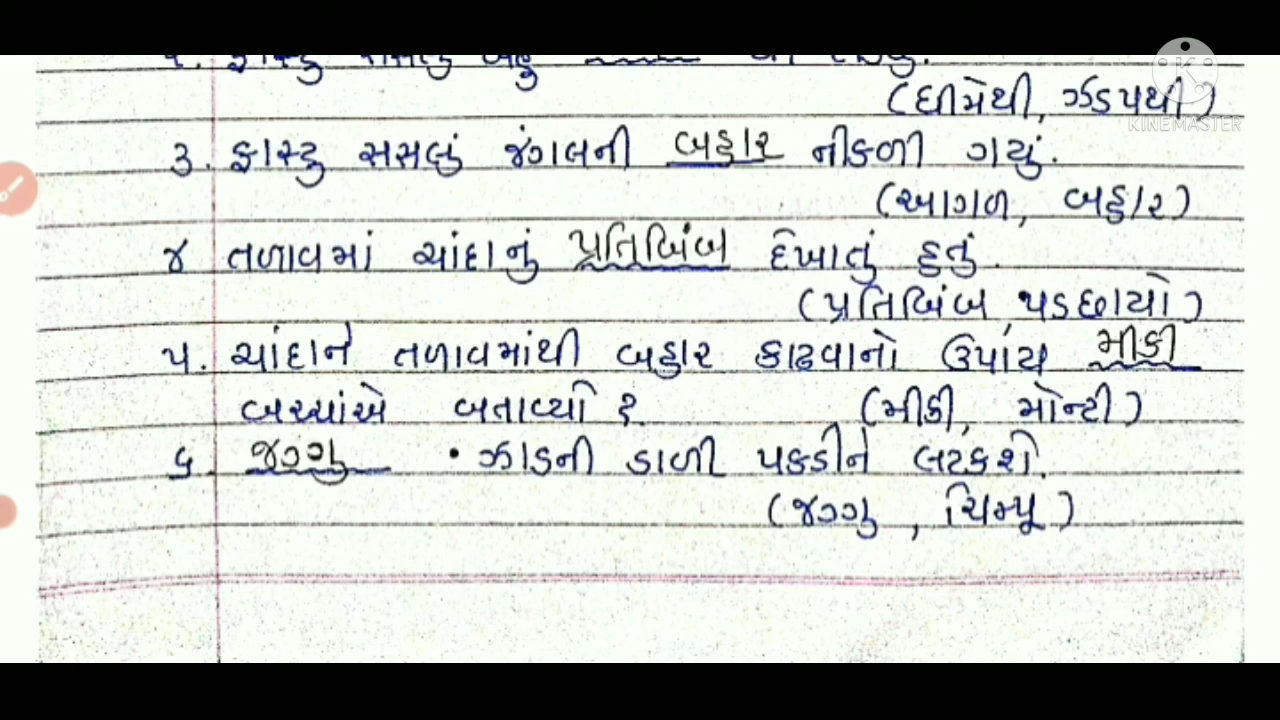 (ધીમેથી, ઝડપથી)
KINEMASTER
૩. ફાસ્ટુ સસલું જંગલની બહાર નીકળી ગયું.
(આગળ, બહાર)
૪ તળાવમાં ચાંદાનું પ્રતિબિંબ દેખાતું હતું.
(પ્રતિબિંબ, પડછાયો)
૫. ચાંદાને તળાવમાંથી બહાર કાઢવાનો ઉપાય મીકી
બચ્ચાંએ બતાવ્યો ?
(મીકી, મોન્ટી)
૬. જગ્ગુ • ઝાડની ડાળી પકડીને લટકશે.
(જગ્ગુ, ચિમ્પૂ)